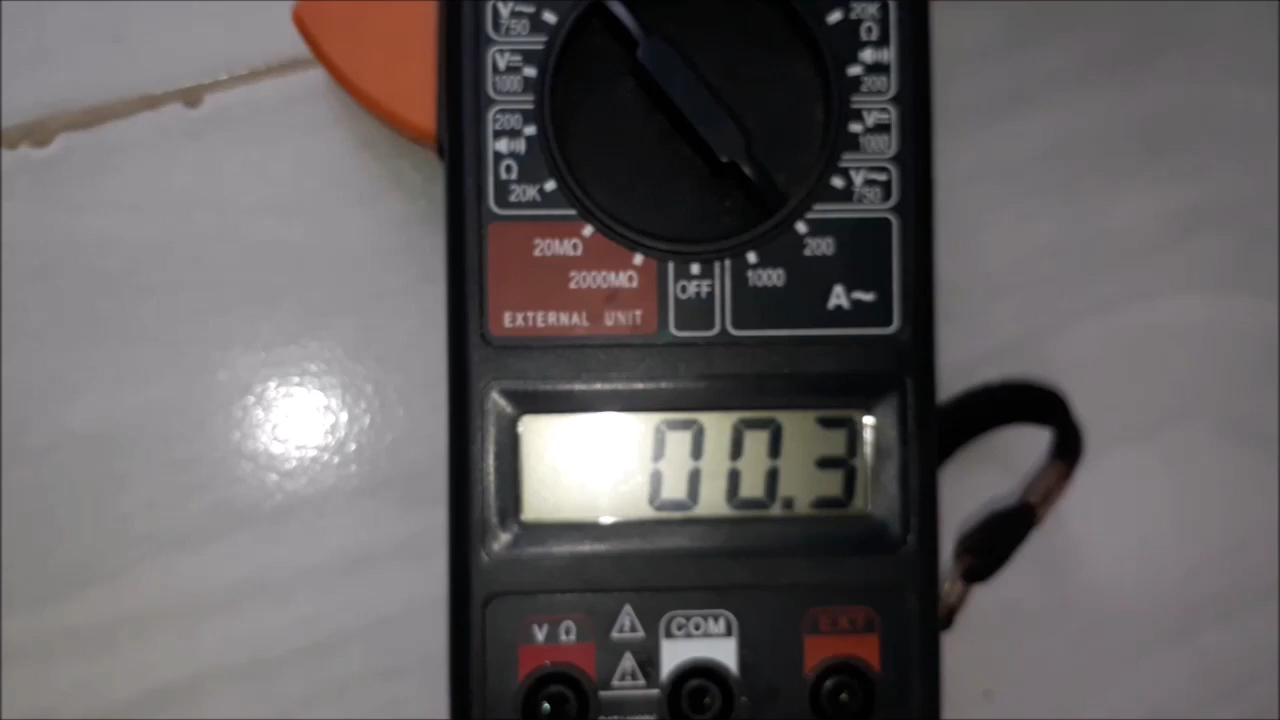 V~
750
V=
1000
200
Ω
20K
20K
Ω
200
V=
1000
V~
750
20MΩ
2000MΩ
EXTERNAL UNIT
OFF
200
1000
A~
00.3
V Ω
COM
EXT